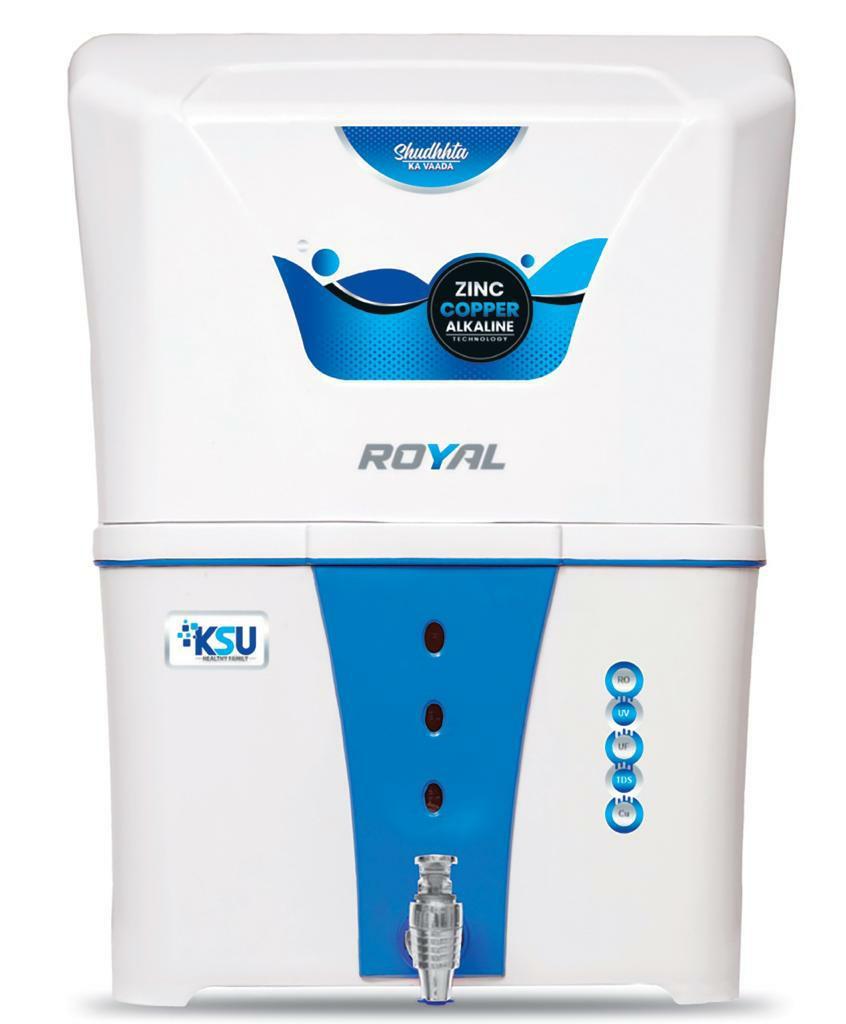 Shudhhta
KA VAADA
ZINC
COPPER
ALKALINE
TECHNOLOGY
ROYAL
KSU
HEALTHY FAMILY
RO
UV
UF
TDS
Cu